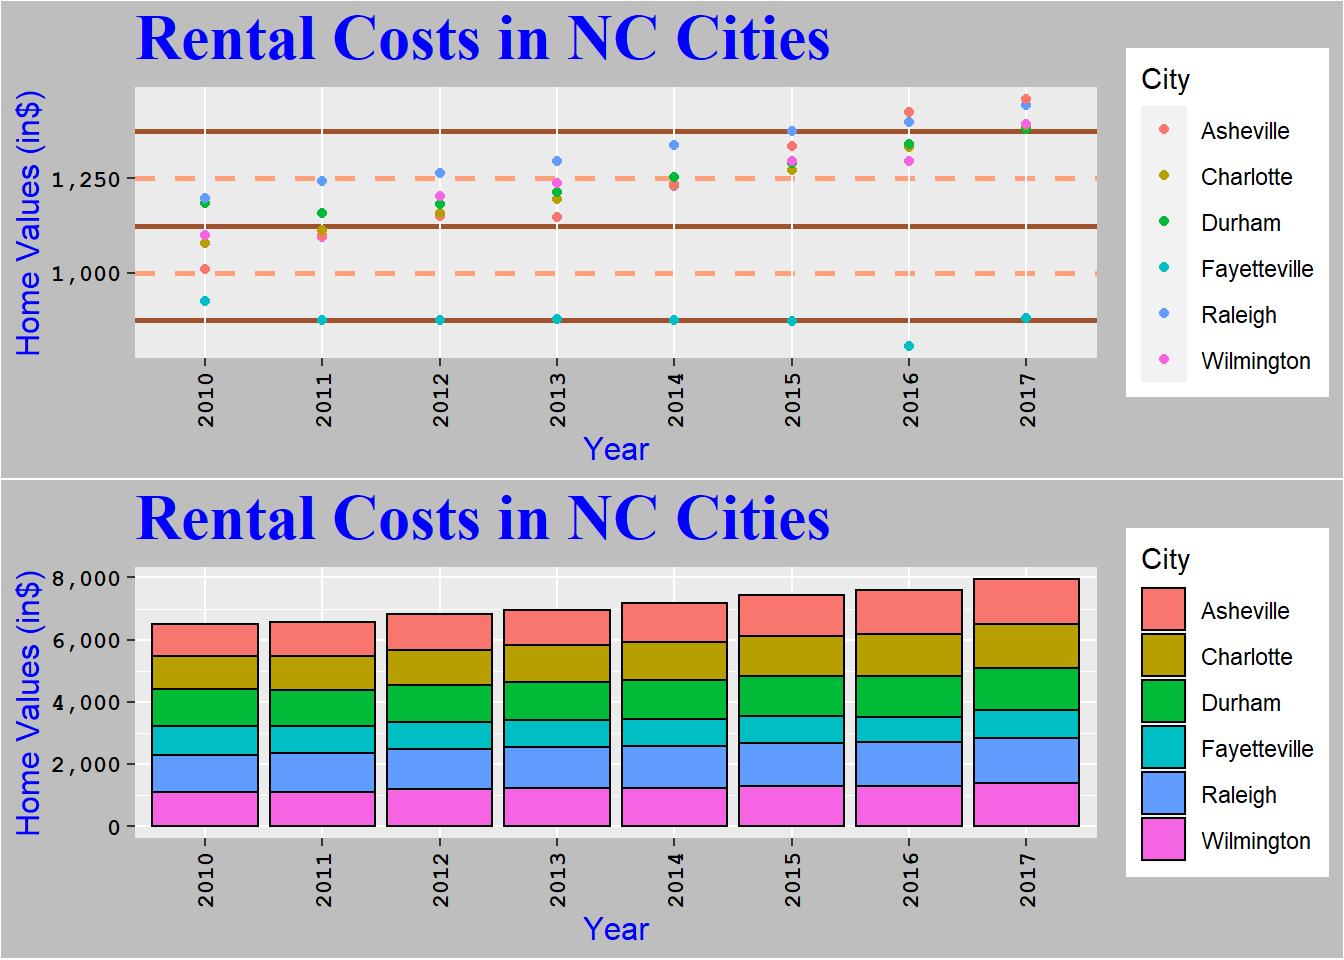 Rental Costs in NC Cities
Home Values (in$)
1,250
1,000
2010 2011 2012 2013 2014 2015 2016 2017
Year
City
Asheville
Charlotte
Durham
Fayetteville
Raleigh
Wilmington
Rental Costs in NC Cities
Home Values (in$)
8,000
6,000
4,000
2,000
0
2010 2011 2012 2013 2014 2015 2016 2017
Year
City
Asheville
Charlotte
Durham
Fayetteville
Raleigh
Wilmington